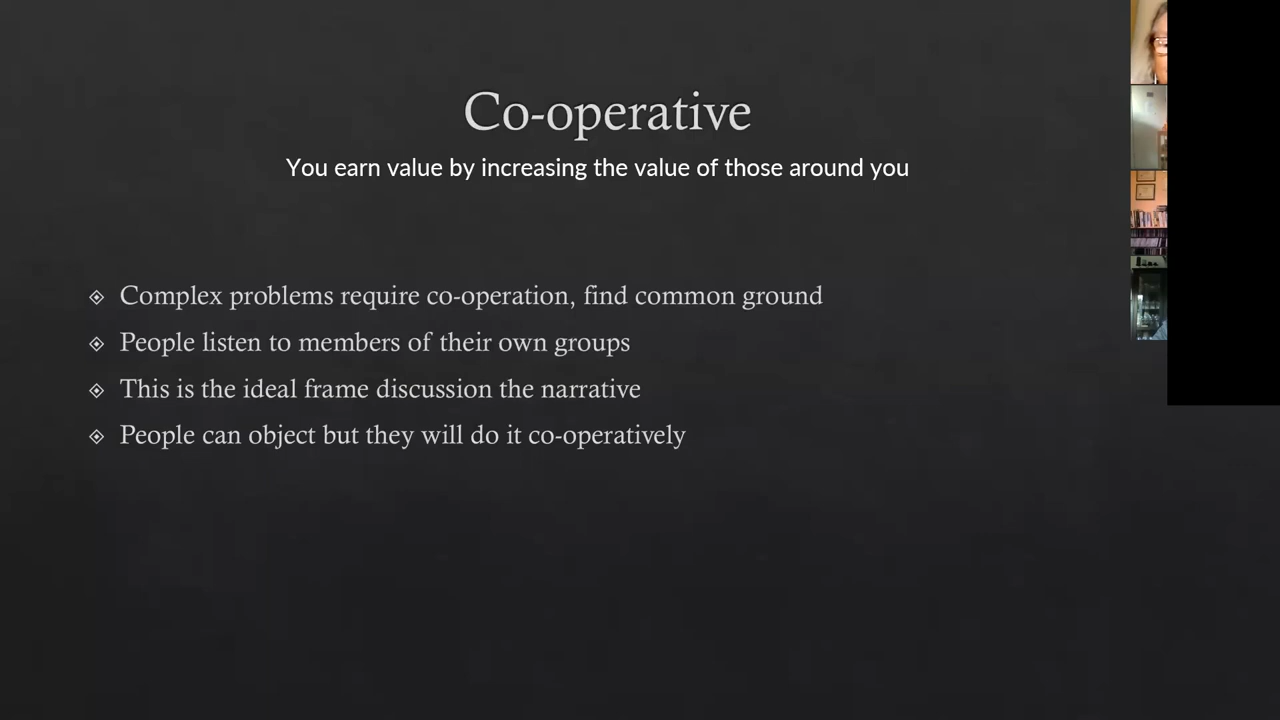 Co-operative
You earn value by increasing the value of those around you
Complex problems require co-operation, find common ground
People listen to members of their own groups
This is the ideal frame discussion the narrative
People can object but they will do it co-operatively